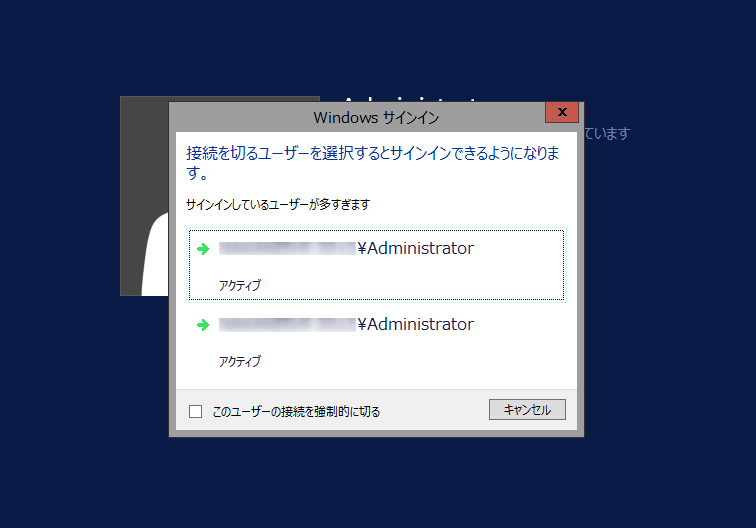 Windows サインイン
ています
接続を切るユーザーを選択するとサインインできるようになりま
す。
サインインしているユーザーが多すぎます
¥Administrator
アクティブ
¥Administrator
アクティブ
このユーザーの接続を強制的に切る
キャンセル